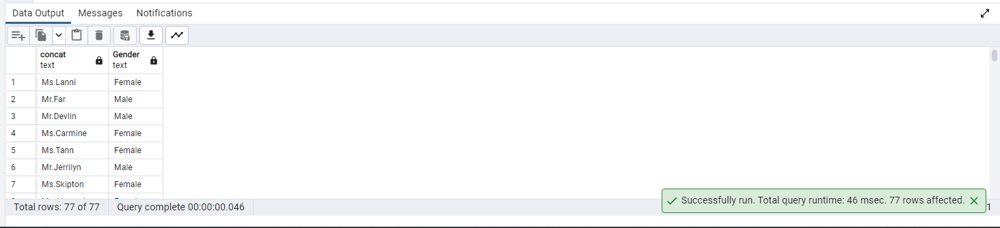 Data Output Messages Notifications
concat Gender
text text
1 Ms.Lanni Female
2 Mr.Far Male
3 Mr.Devlin Male
4 Ms.Carmine Female
5 Ms.Tann Female
6 Mr.Jerrilyn Male
7 Ms.Skipton Female
Successfully run. Total query runtime: 46 msec. 77 rows affected.
Total rows: 77 of 77 Query complete 00:00:00.046 1